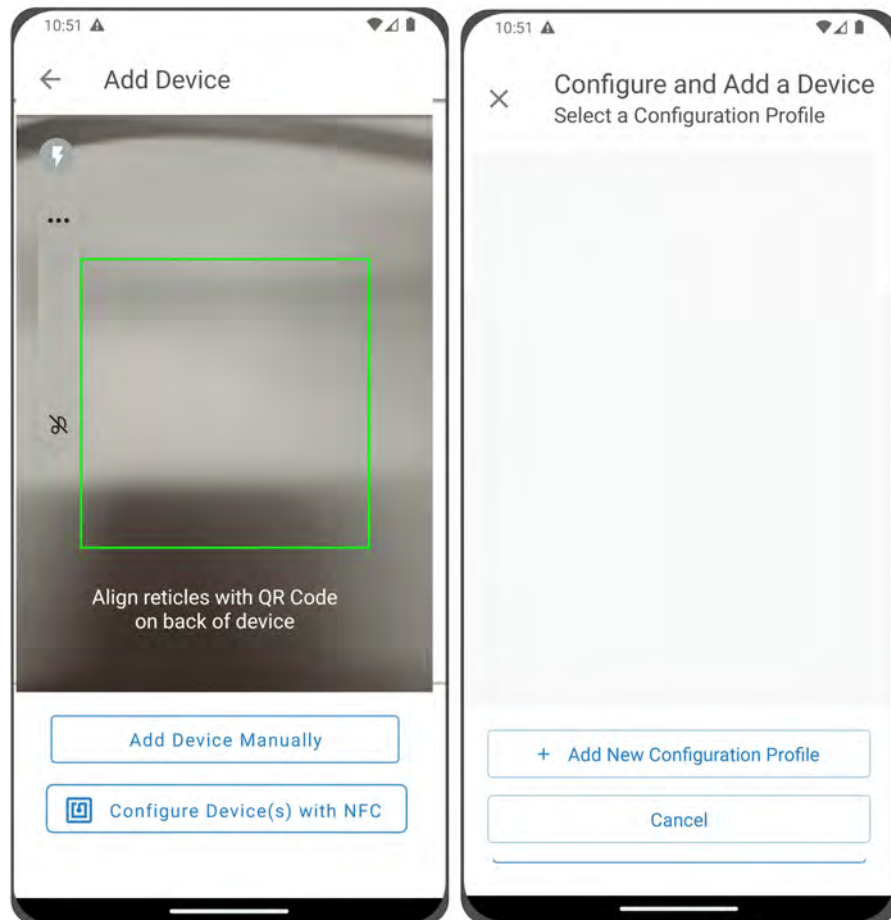 10:51
Add Device
Align reticles with QR Code
on back of device
Add Device Manually
Configure Device(s) with NFC
10:51
Configure and Add a Device
Select a Configuration Profile
+ Add New Configuration Profile
Cancel